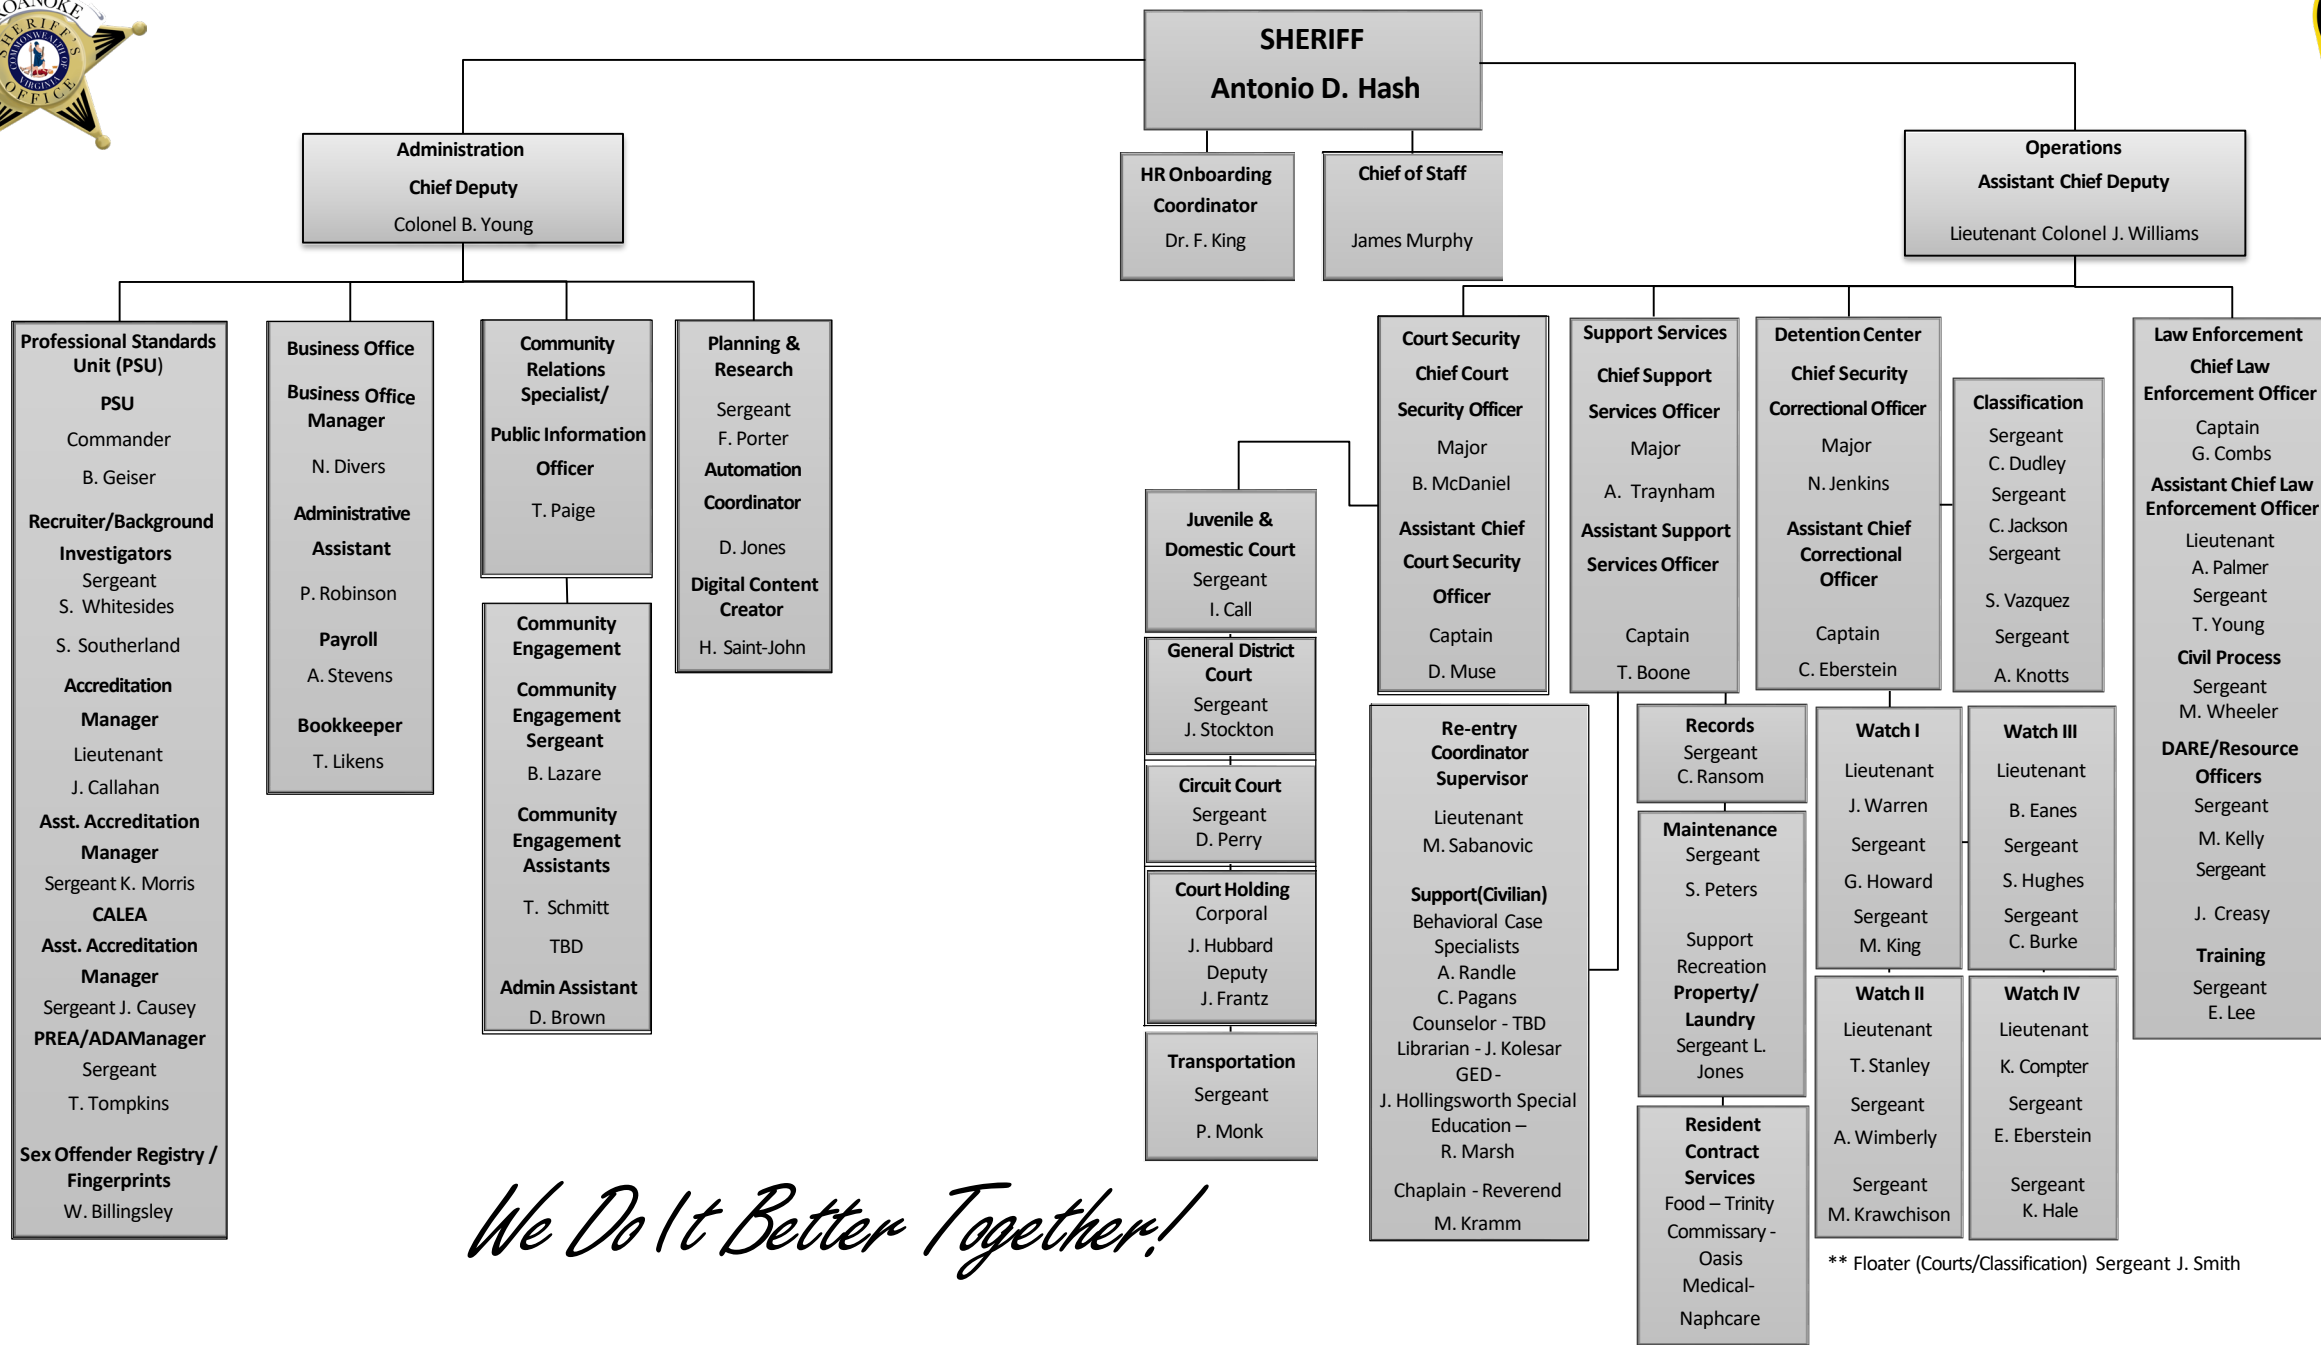 ROANOKE
SHERIFF'S
COMMONWEALTH OF
VIRGINIA
OFFICE
SHERIFF
Antonio D. Hash
Administration
Chief Deputy
Colonel B. Young
HR Onboarding
Coordinator
Dr. F. King
Chief of Staff
James Murphy
Operations
Assistant Chief Deputy
Lieutenant Colonel J. Williams
Professional Standards
Unit (PSU)
PSU
Commander
B. Geiser
Recruiter/Background
Investigators
Sergeant
S. Whitesides
S. Southerland
Accreditation
Manager
Lieutenant
J. Callahan
Asst. Accreditation
Manager
Sergeant K. Morris
CALEA
Asst. Accreditation
Manager
Sergeant J. Causey
PREA/ADAManager
Sergeant
T. Tompkins
Sex Offender Registry /
Fingerprints
W. Billingsley
Business Office
Business Office
Manager
N. Divers
Administrative
Assistant
P. Robinson
Payroll
A. Stevens
Bookkeeper
T. Likens
Community
Relations
Specialist/
Public Information
Officer
T. Paige
Community
Engagement
Community
Engagement
Sergeant
B. Lazare
Community
Engagement
Assistants
T. Schmitt
TBD
Admin Assistant
D. Brown
Planning &
Research
Sergeant
F. Porter
Automation
Coordinator
D. Jones
Digital Content
Creator
H. Saint-John
Juvenile &
Domestic Court
Sergeant
I. Call
General District
Court
Sergeant
J. Stockton
Circuit Court
Sergeant
D. Perry
Court Holding
Corporal
J. Hubbard
Deputy
J. Frantz
Transportation
Sergeant
P. Monk
Court Security
Chief Court
Security Officer
Major
B. McDaniel
Assistant Chief
Court Security
Officer
Captain
D. Muse
Re-entry
Coordinator
Supervisor
Lieutenant
M. Sabanovic
Support(Civilian)
Behavioral Case
Specialists
A. Randle
C. Pagans
Counselor - TBD
Librarian - J. Kolesar
GED -
J. Hollingsworth Special
Education –
R. Marsh
Chaplain - Reverend
M. Kramm
Support Services
Chief Support
Services Officer
Major
A. Traynham
Assistant Support
Services Officer
Captain
T. Boone
Records
Sergeant
C. Ransom
Maintenance
Sergeant
S. Peters
Support
Recreation
Property/
Laundry
Sergeant L.
Jones
Resident
Contract
Services
Food – Trinity
Commissary -
Oasis
Medical-
Naphcare
Detention Center
Chief Security
Correctional Officer
Major
N. Jenkins
Assistant Chief
Correctional
Officer
Captain
C. Eberstein
Classification
Sergeant
C. Dudley
Sergeant
C. Jackson
Sergeant
S. Vazquez
Sergeant
A. Knotts
Watch I
Lieutenant
J. Warren
Sergeant
G. Howard
Sergeant
M. King
Watch II
Lieutenant
T. Stanley
Sergeant
A. Wimberly
Sergeant
M. Krawchison
Watch III
Lieutenant
B. Eanes
Sergeant
S. Hughes
Sergeant
C. Burke
Watch IV
Lieutenant
K. Compter
Sergeant
E. Eberstein
Sergeant
K. Hale
Law Enforcement
Chief Law
Enforcement Officer
Captain
G. Combs
Assistant Chief Law
Enforcement Officer
Lieutenant
A. Palmer
Sergeant
T. Young
Civil Process
Sergeant
M. Wheeler
DARE/Resource
Officers
Sergeant
M. Kelly
Sergeant
J. Creasy
Training
Sergeant
E. Lee
We Do It Better Together!
** Floater (Courts/Classification) Sergeant J. Smith